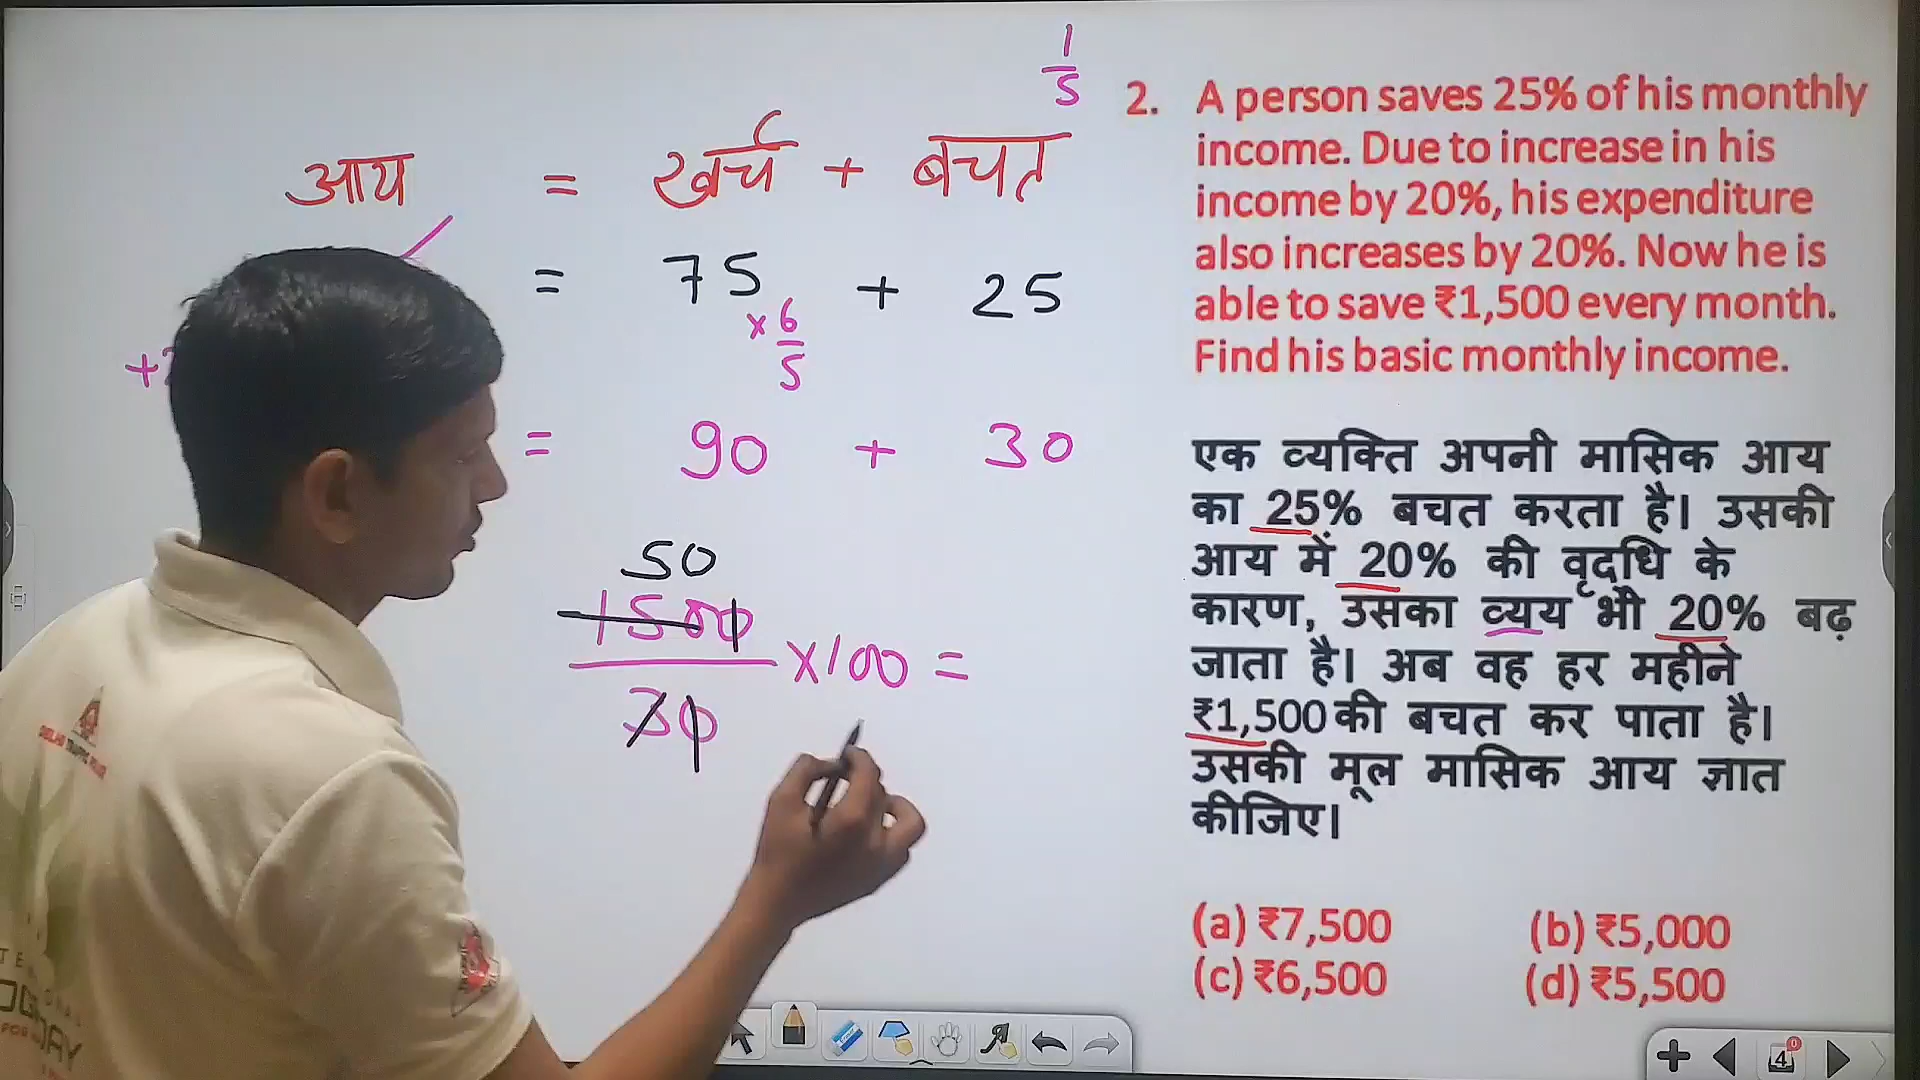 1
5
आय = खर्च + बचत
= 75 + 25
× 6
5
+
= 90 + 30
50
1500
× 100 =
30
2. A person saves 25% of his monthly
income. Due to increase in his
income by 20%, his expenditure
also increases by 20%. Now he is
able to save ₹1,500 every month.
Find his basic monthly income.
एक व्यक्ति अपनी मासिक आय
का 25% बचत करता है। उसकी
आय में 20% की वृद्धि के
कारण, उसका व्यय भी 20% बढ़
जाता है। अब वह हर महीने
₹1,500 की बचत कर पाता है।
उसकी मूल मासिक आय ज्ञात
कीजिए।
(a) ₹7,500 (b) ₹5,000
(c) ₹6,500 (d) ₹5,500
4 0